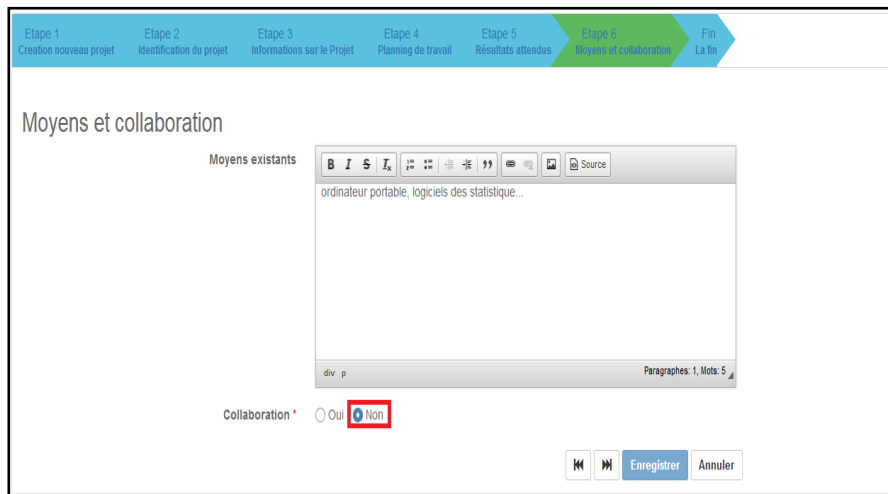 Etape 1 Etape 2 Etape 3 Etape 4 Etape 5 Etape 6 Fin
Creation nouveau projet Identification du projet Informations sur le Projet Planning de travail Résultats attendus Moyens et collaboration La fin
Moyens et collaboration
Moyens existants
B I S Ix Source
ordinateur portable, logiciels des statistique...
div p Paragraphes: 1, Mots: 5
Collaboration * Oui Non
Enregistrer Annuler